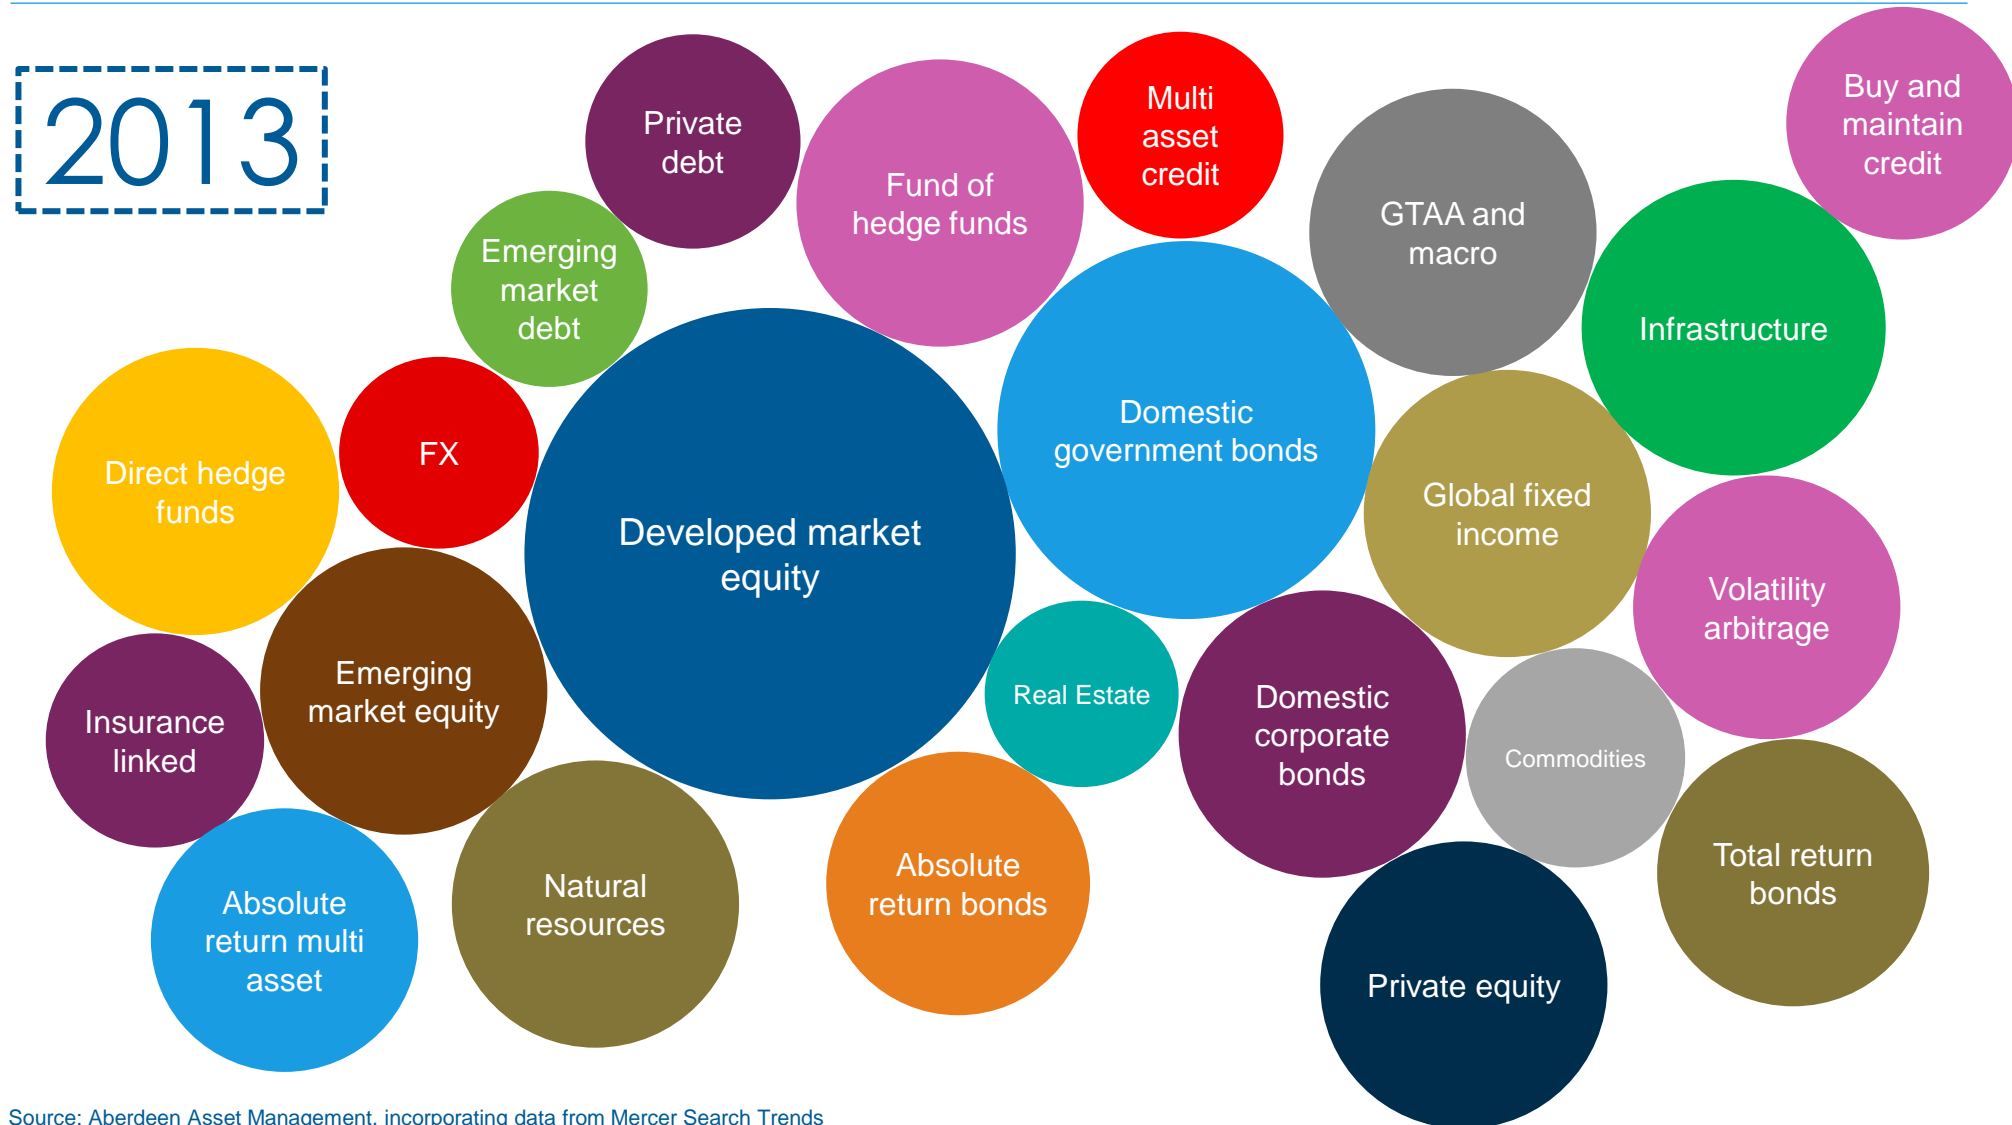 2013
Private
debt
Fund of
hedge funds
Multi
asset
credit
GTAA and
macro
Buy and
maintain
credit
Emerging
market
debt
Infrastructure
Direct hedge
funds
FX
Developed market
equity
Domestic
government bonds
Global fixed
income
Volatility
arbitrage
Insurance
linked
Emerging
market equity
Real Estate
Domestic
corporate
bonds
Commodities
Absolute
return multi
asset
Natural
resources
Absolute
return bonds
Private equity
Total return
bonds
Source: Aberdeen Asset Management, incorporating data from Mercer Search Trends